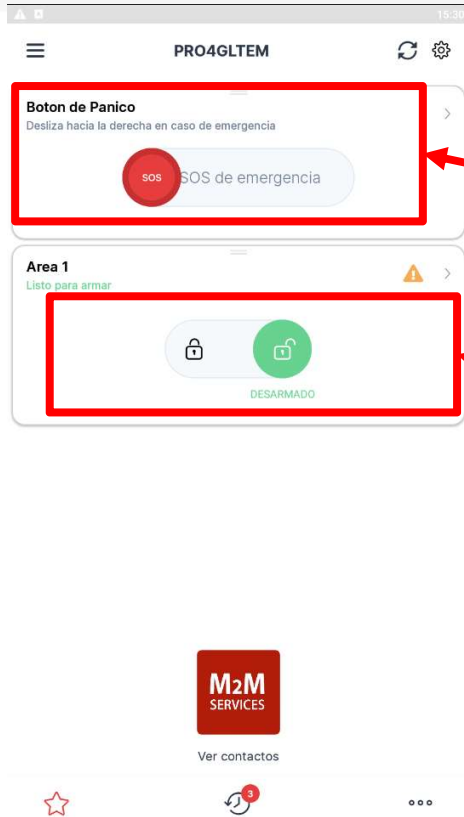 15:30
PRO4GLTEM
Boton de Panico
Desliza hacia la derecha en caso de emergencia
SOS
SOS de emergencia
Area 1
Listo para armar
DESARMADO
M2M
SERVICES
Ver contactos
3